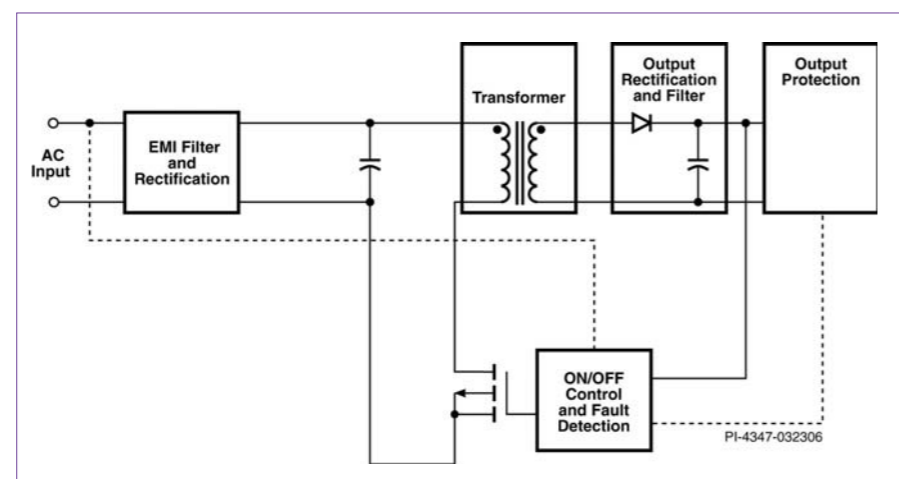 AC
Input
EMI Filter
and
Rectification
Transformer
Output
Rectification
and Filter
Output
Protection
ON/OFF
Control
and Fault
Detection
PI-4347-032306